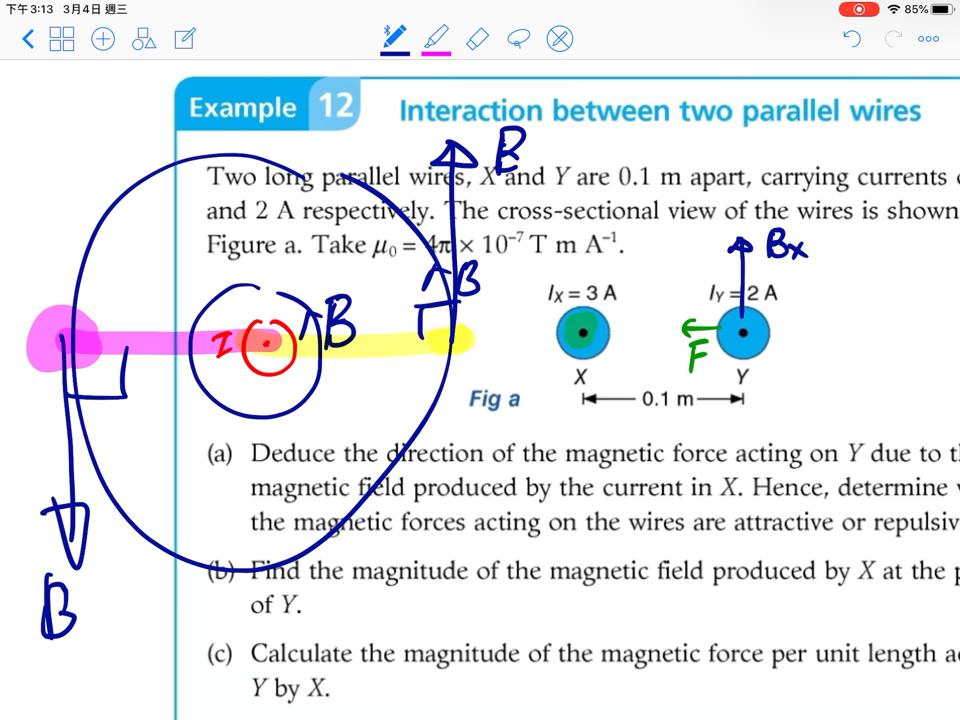 下午3:13 3月4日 週三
85%
Example 12 Interaction between two parallel wires
B
Two long parallel wires, X and Y are 0.1 m apart, carrying currents
and 2 A respectively. The cross-sectional view of the wires is shown
Figure a. Take μ₀ = 4π × 10⁻⁷ T m A⁻¹.
Bx
B
Ix = 3 A
IY = 2 A
I
B
F
X
Y
Fig a
0.1 m
(a) Deduce the direction of the magnetic force acting on Y due to
magnetic field produced by the current in X. Hence, determine
the magnetic forces acting on the wires are attractive or
B
(b) Find the magnitude of the magnetic field produced by X at the
of Y.
(c) Calculate the magnitude of the magnetic force per unit length
Y by X.